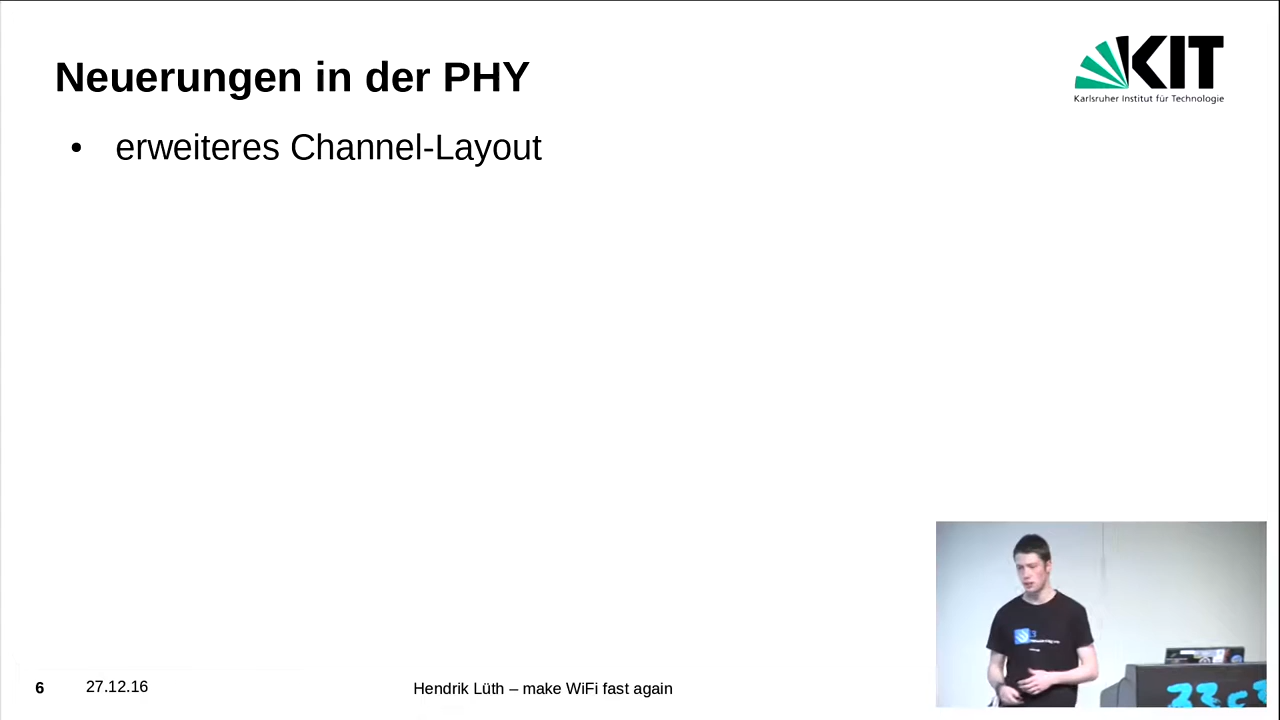 Neuerungen in der PHY
KIT
Karlsruher Institut für Technologie
• erweiteres Channel-Layout
6
27.12.16
Hendrik Lüth – make WiFi fast again